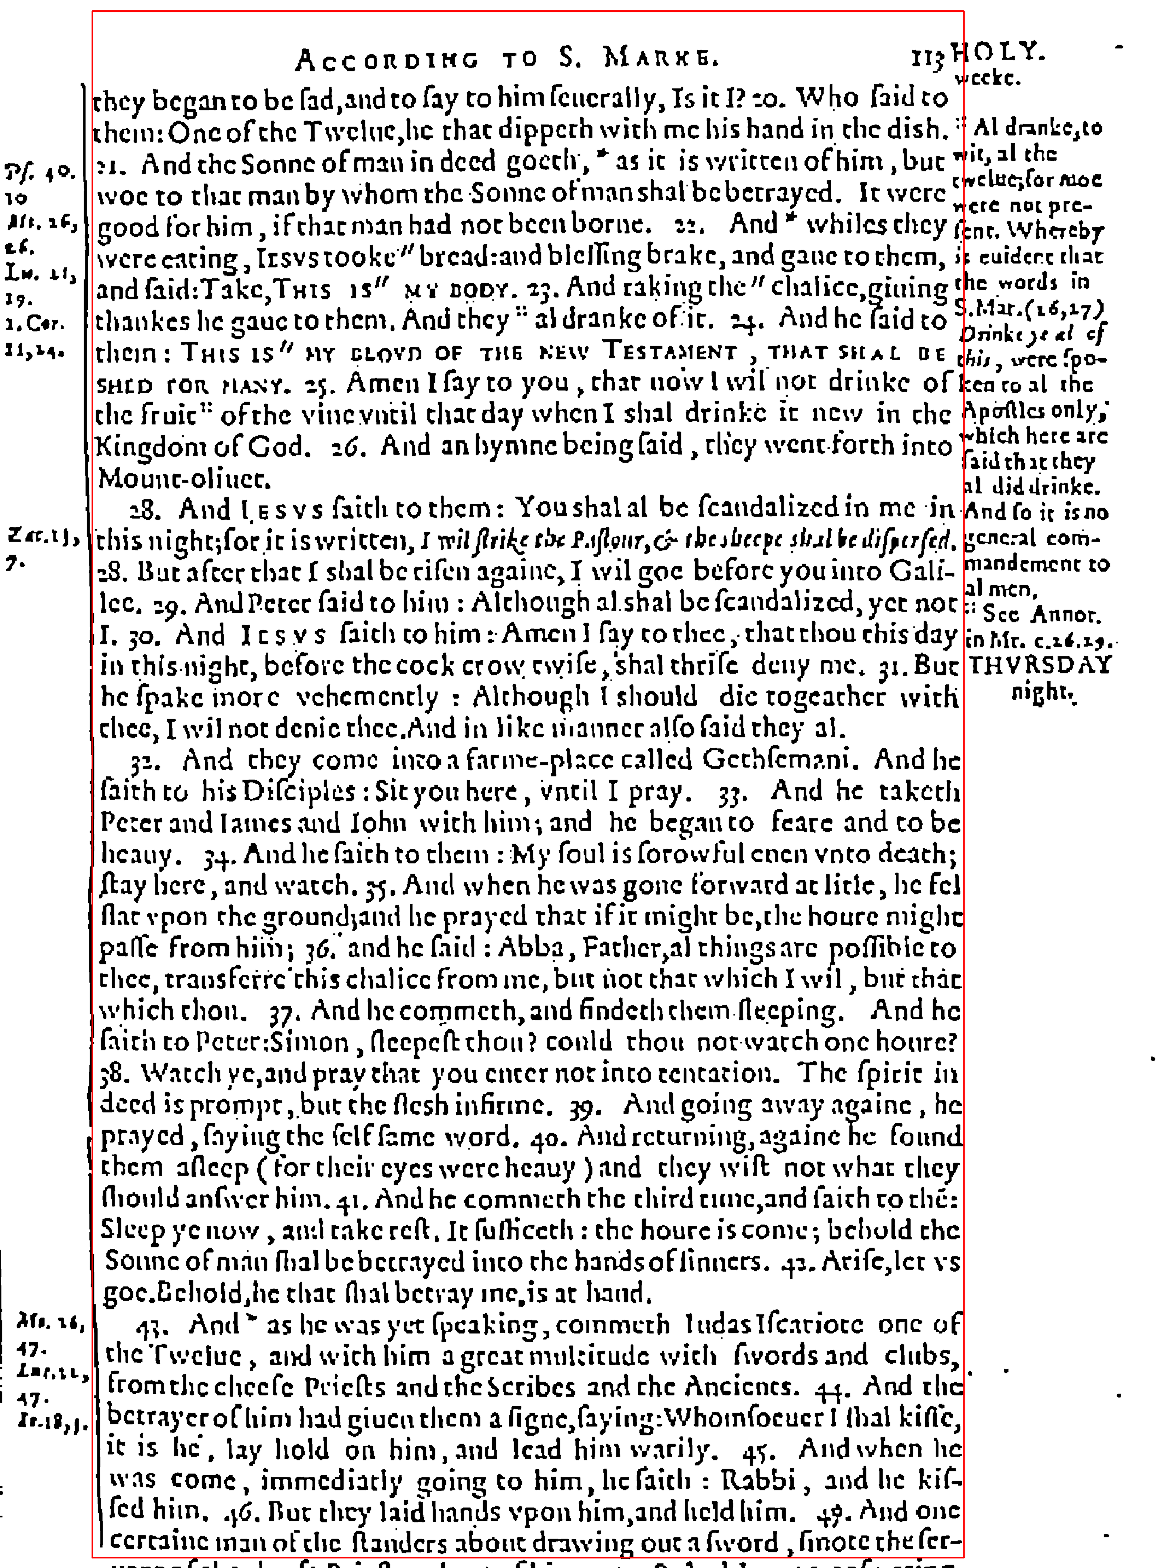 ACCORDING TO S. MARKE. 113
they began to be ſad, and to ſay to him ſeuerally, Is it I? 20. Who ſaid to
them: One of the Twelue, he that dippeth with me his hand in the dish.
21. And the Sonne of man in deed goeth, * as it is written of him, but
woe to that man by whom the Sonne of man shal be betrayed. It were
good for him, if that man had not been borne. 22. And * whiles they
were eating, IESVS tooke " bread: and bleſſing brake, and gaue to them,
and ſaid: Take, THIS IS " MY BODY. 23. And taking the " chalice, giuing
thankes he gaue to them. And they :: al dranke of it. 24. And he ſaid to
them: THIS IS " MY BLOVD OF THE NEW TESTAMENT, THAT SHAL BE
SHED FOR MANY. 25. Amen I ſay to you, that now I wil not drinke of
the fruit :: of the vine vntil that day when I shal drinke it new in the
Kingdom of God. 26. And an hymne being ſaid, they went forth into
Mount-oliuet.
28. And IESVS ſaith to them: You shal al be ſcandalized in me in
this night; for it is written, I wil ſtrike the Paſtour, & the sheepe shal be diſperſed.
28. But after that I shal be riſen againe, I wil goe before you into Gali-
lee. 29. And Peter ſaid to him: Although al shal be ſcandalized, yet not
I. 30. And IESVS ſaith to him: Amen I ſay to thee, that thou this day
in this night, before the cock crow twiſe, shal thriſe deny me. 31. But
he ſpake more vehemently: Although I should die togeather with
thee, I wil not denie thee. And in like manner alſo ſaid they al.
32. And they come into a farme-place called Gethſemani. And he
ſaith to his Diſciples: Sit you here, vntil I pray. 33. And he taketh
Peter and Iames and Iohn with him; and he began to feare and to be
heauy. 34. And he ſaith to them: My ſoul is ſorowful euen vnto death;
ſtay here, and watch. 35. And when he was gone forward a litle, he fel
flat vpon the ground; and he prayed that if it might be, the houre might
paſſe from him; 36. and he ſaid: Abba, Father, al things are poſſible to
thee, tranſferre this chalice from me, but not that which I wil, but that
which thou. 37. And he commeth, and findeth them ſleeping. And he
ſaith to Peter: Simon, ſleepeſt thou? could thou not watch one houre?
38. Watch ye, and pray that you enter not into tentation. The ſpirit in
deed is prompt, but the flesh infirme. 39. And going away againe, he
prayed, ſaying the ſelf ſame word. 40. And returning, againe he found
them aſleep (for their eyes were heauy) and they wiſt not what they
ſhould anſwer him. 41. And he commeth the third time, and ſaith to thē:
Sleep ye now, and take reſt. It ſufficeth: the houre is come; behold the
Sonne of man ſhal be betrayed into the hands of ſinners. 42. Ariſe, let vs
goe. Behold, he that ſhal betray me, is at hand.
43. And * as he was yet ſpeaking, commeth Iudas Iſcariote one of
the Twelue, and with him a great multitude with ſwords and clubs,
from the cheefe Prieſts and the Scribes and the Ancients. 44. And the
betrayer of him had giuen them a ſigne, ſaying: Whomſoeuer I ſhal kiſſe,
it is he, lay hold on him, and lead him warily. 45. And when he
was come, immediatly going to him, he ſaith: Rabbi, and he kiſ-
ſed him. 46. But they laid hands vpon him, and held him. 49. And one
certaine man of the ſtanders about drawing out a ſword, ſmote the ſer-
Pſ. 40.
10
Mt. 26,
26.
Lu. 22,
19.
1. Cor.
11,24.
Zac. 13,
7.
Mt. 26,
47.
Luc. 22,
47.
Io. 18, 3.
HOLY.
weeke.
:: Al dranke, to
wit, al the
twelue; for moe
were not pre-
ſent. Whereby
is euident that
the words in
S. Mat. (26,27)
Drinke ye al of
this, were ſpo-
ken to al the
Apoſtles only,
which here are
ſaid that they
al did drinke.
And ſo it is no
general com-
mandement to
al men.
:: See Annot.
in Mt. c. 26. 29.
THVRSDAY
night.